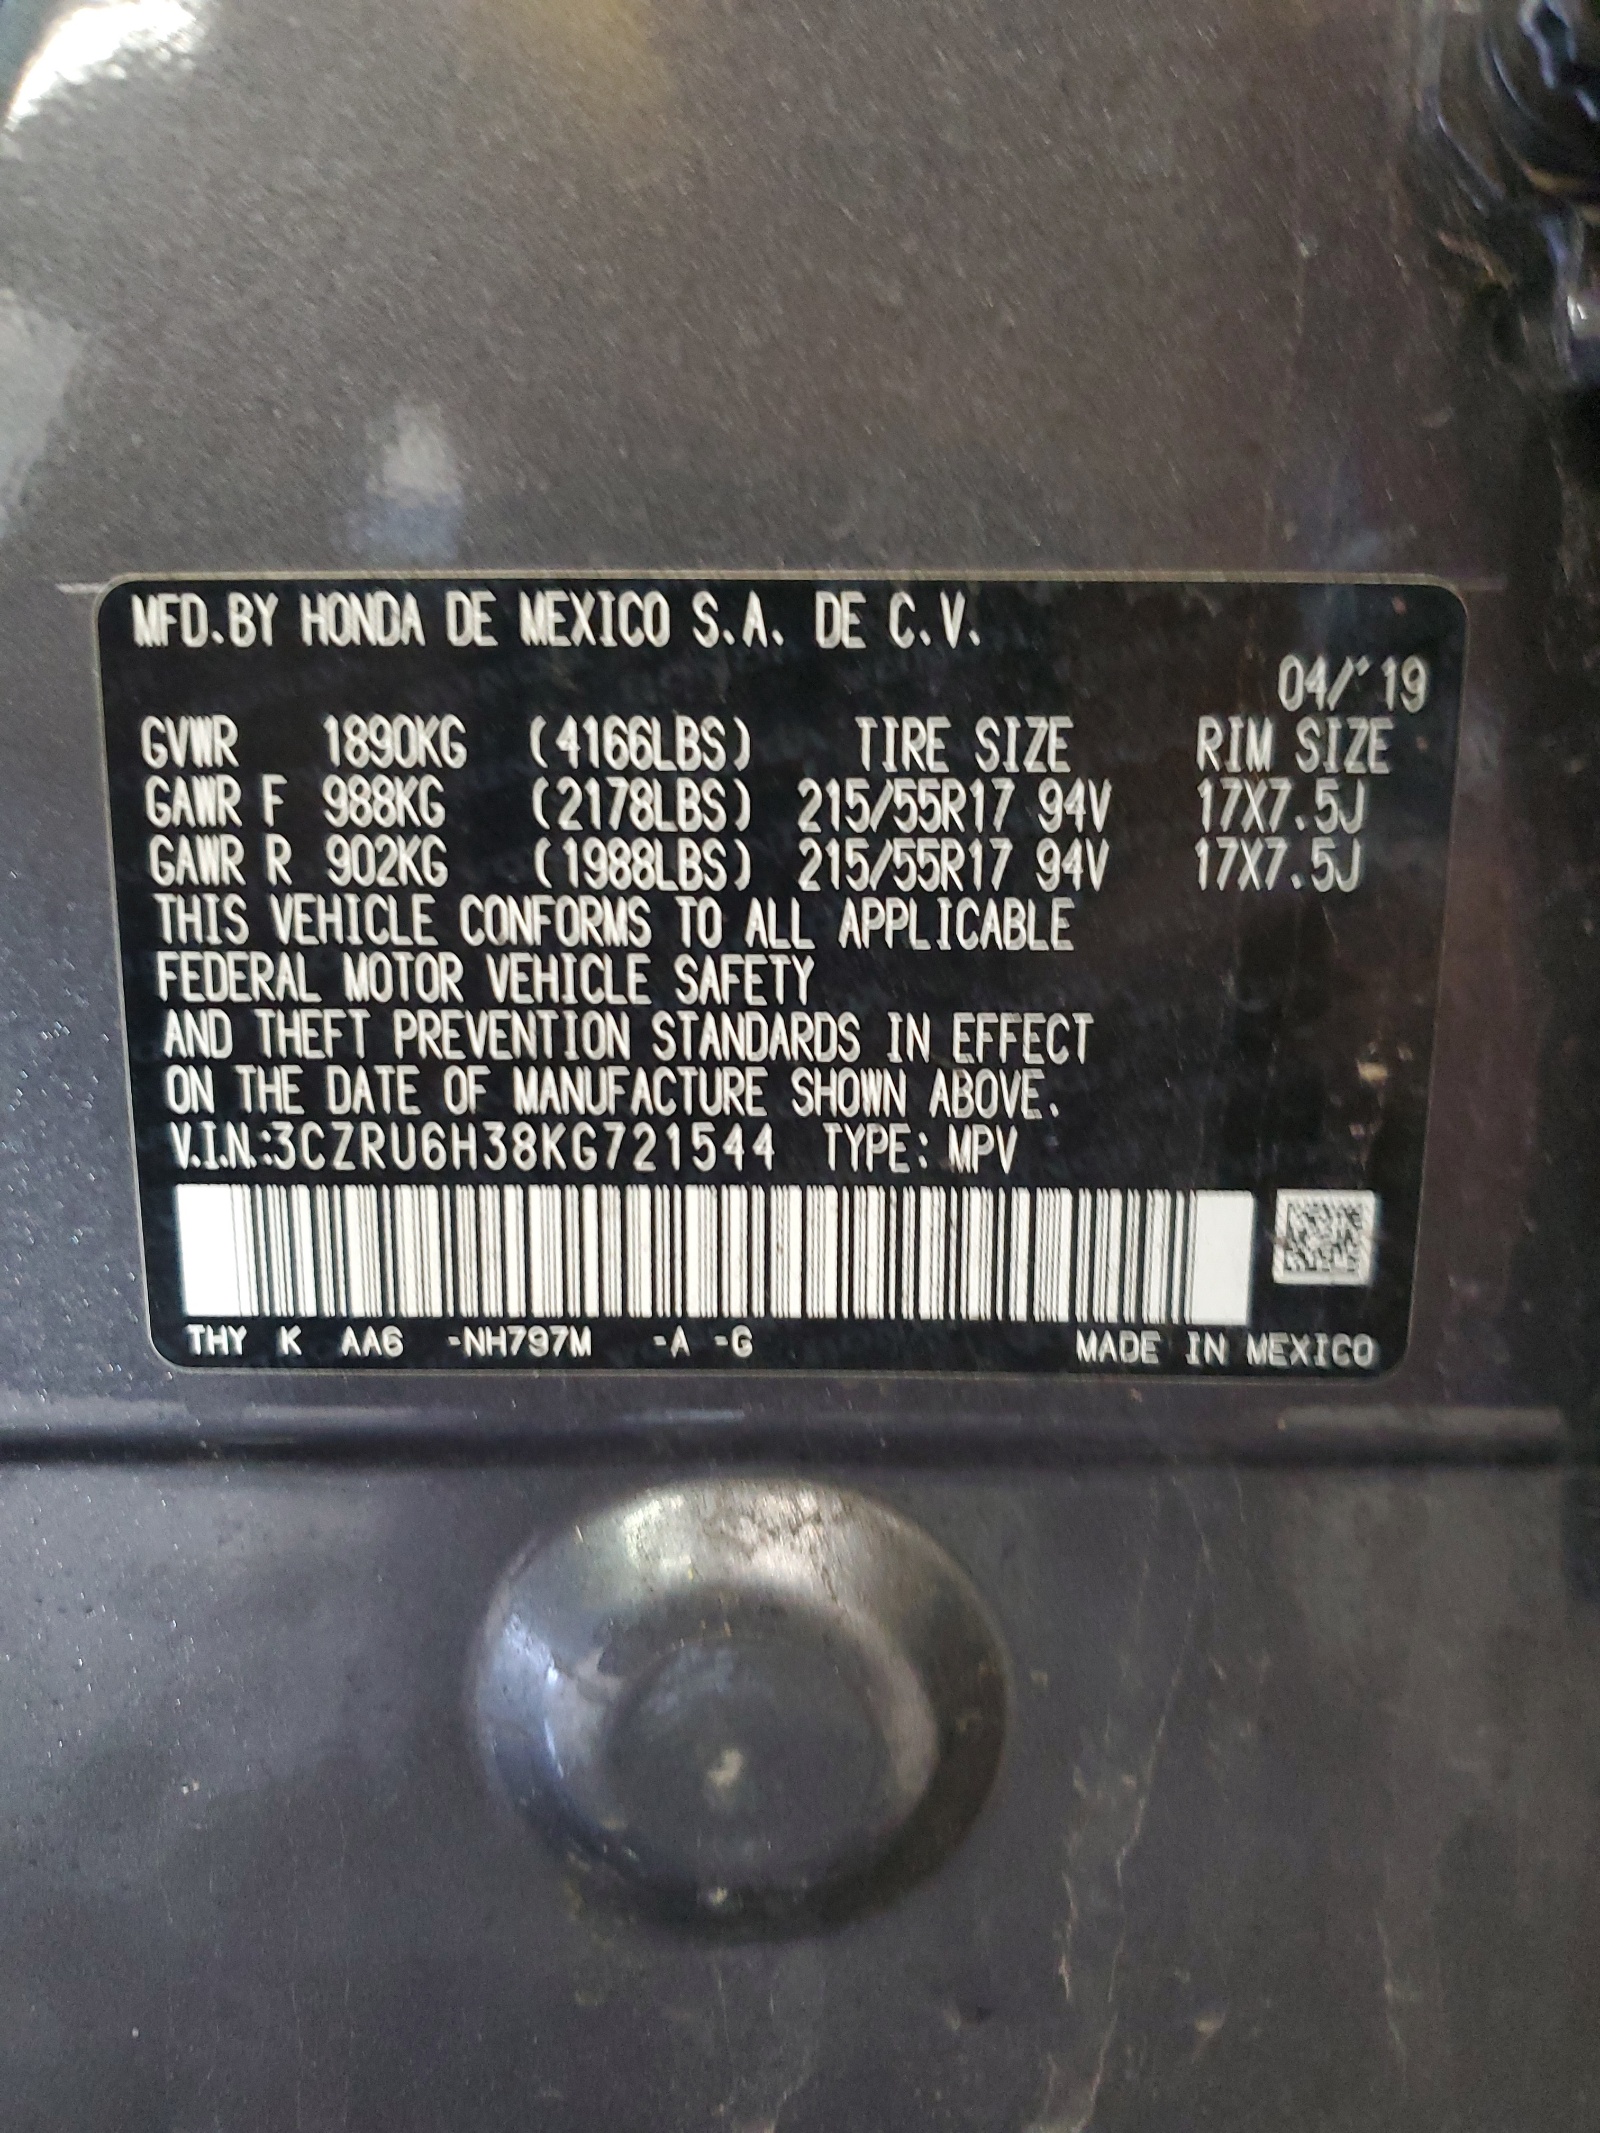 MFD.BY HONDA DE MEXICO S.A. DE C.V.
04/'19
GVWR 1890KG (4166LBS) TIRE SIZE RIM SIZE
GAWR F 988KG (2178LBS) 215/55R17 94V 17X7.5J
GAWR R 902KG (1988LBS) 215/55R17 94V 17X7.5J
THIS VEHICLE CONFORMS TO ALL APPLICABLE
FEDERAL MOTOR VEHICLE SAFETY
AND THEFT PREVENTION STANDARDS IN EFFECT
ON THE DATE OF MANUFACTURE SHOWN ABOVE.
V.I.N.:3CZRU6H38KG721544 TYPE: MPV
THY K AA6 -NH797M -A -G MADE IN MEXICO